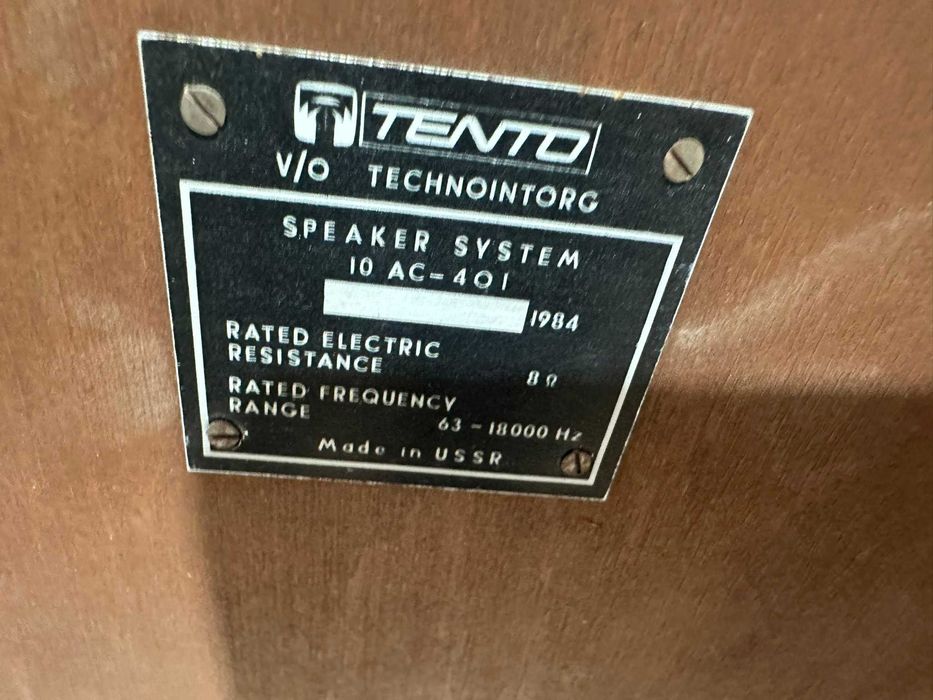 TENTO
V/O TECHNOINTORG
SPEAKER SYSTEM
10 AC-401
1984
RATED ELECTRIC
RESISTANCE 8 Ω
RATED FREQUENCY
RANGE 63-18000 Hz
Made in USSR